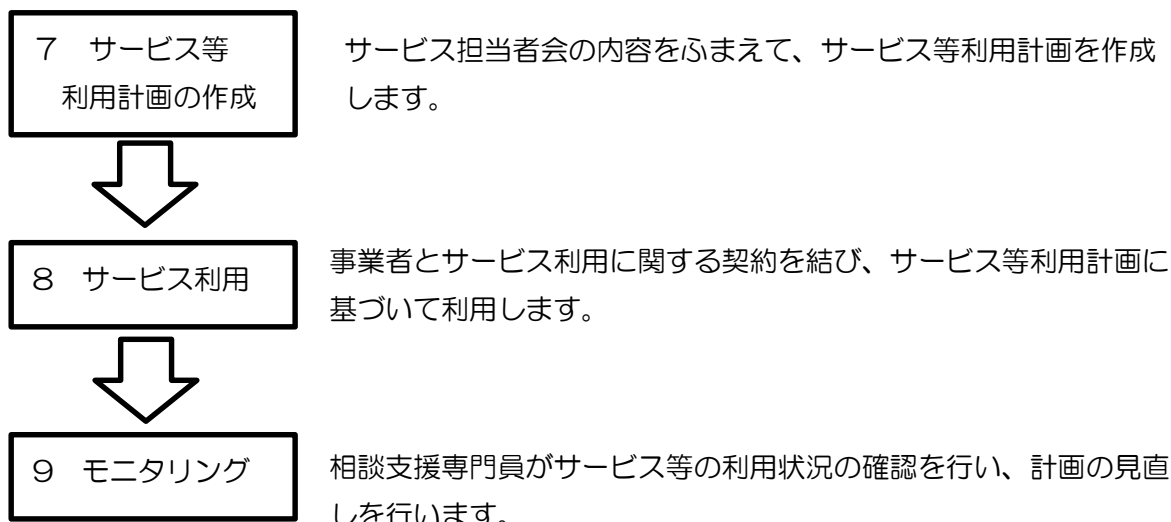 ７　サービス等
利用計画の作成
サービス担当者会の内容をふまえて、サービス等利用計画を作成
します。
８　サービス利用
事業者とサービス利用に関する契約を結び、サービス等利用計画に
基づいて利用します。
９　モニタリング
相談支援専門員がサービス等の利用状況の確認を行い、計画の見直
しを行います。